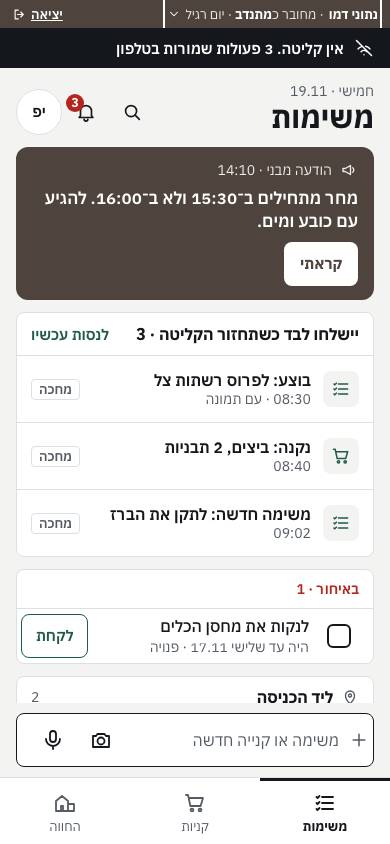 נתוני דמו · מחובר כמתנדב · יום רגיל
יציאה
אין קליטה. 3 פעולות שמורות בטלפון
חמישי · 19.11
משימות
3
יפ
הודעה מבני · 14:10
מחר מתחילים ב־15:30 ולא ב־16:00. להגיע
עם כובע ומים.
קראתי
יישלחו לבד כשתחזור הקליטה · 3
לנסות עכשיו
בוצע: לפרוס רשתות צל
08:30 · עם תמונה
מחכה
נקנה: ביצים, 2 תבניות
08:40
מחכה
משימה חדשה: לתקן את הברז
09:02
מחכה
באיחור · 1
לנקות את מחסן הכלים
היה עד שלישי 17.11 · פנויה
לקחת
ליד הכניסה
2
משימה או קנייה חדשה
משימות
קניות
החווה